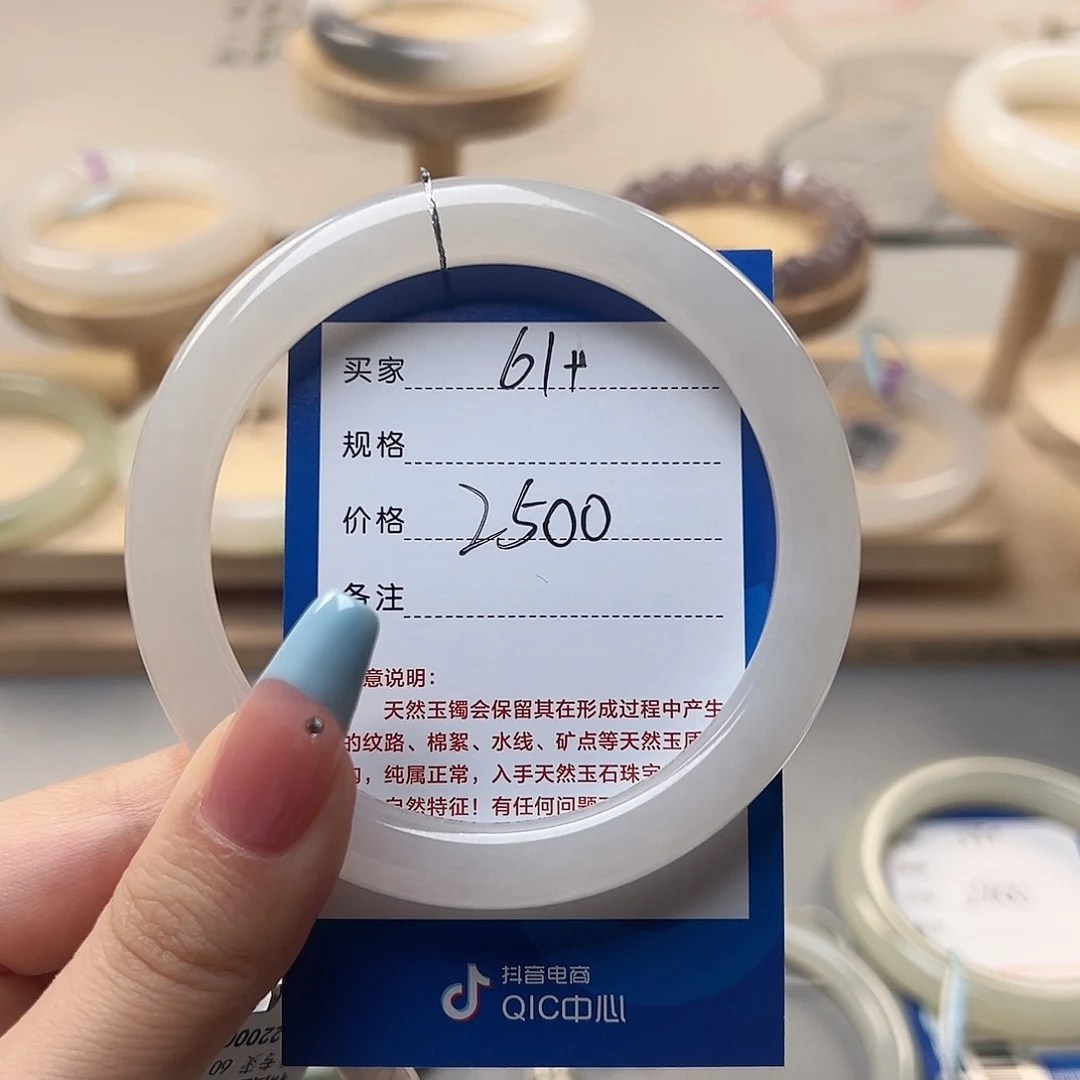 买家 61+
规格
价格 2500
备注
意说明:
天然玉镯会保留其在形成过程中产生
的纹路、棉絮、水线、矿点等天然玉质
，纯属正常，入手天然玉石珠宝
自然特征！有任何问题
抖音电商
QIC中心